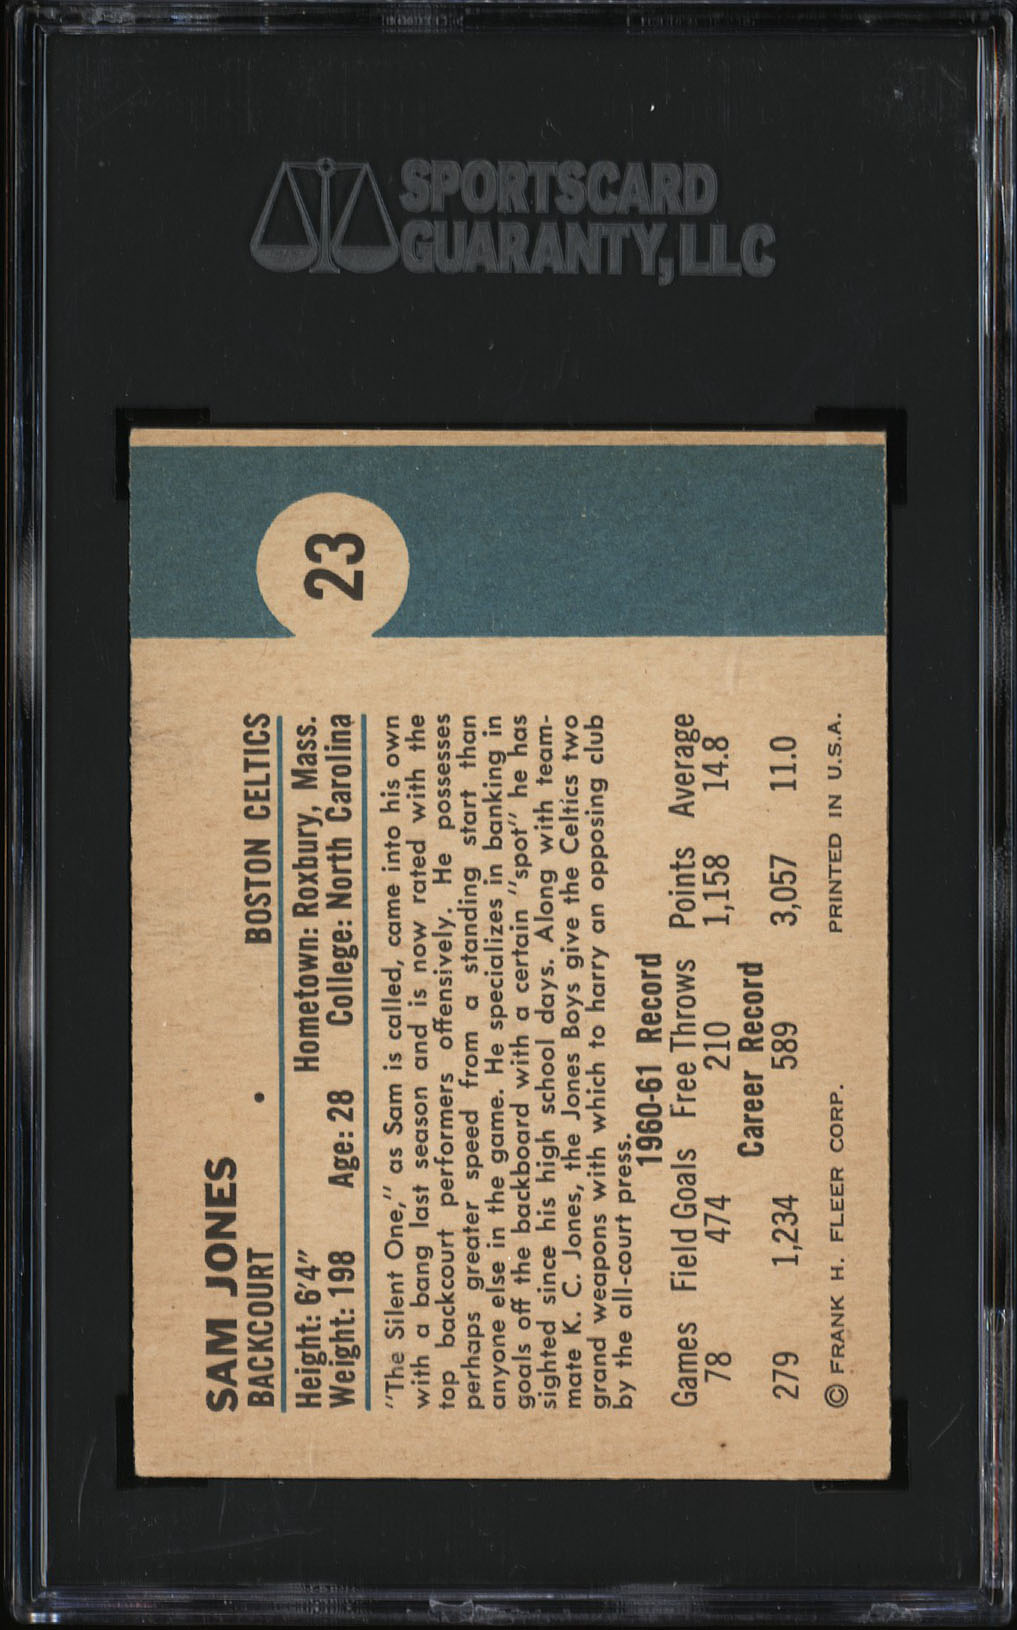 SPORTSCARD
GUARANTY, LLC
23
SAM JONES
BACKCOURT • BOSTON CELTICS
Height: 6'4" Hometown: Roxbury, Mass.
Weight: 198 Age: 28 College: North Carolina
"The Silent One," as Sam is called, came into his own
with a bang last season and is now rated with the
top backcourt performers offensively. He possesses
perhaps greater speed from a standing start than
anyone else in the game. He specializes in banking in
goals off the backboard with a certain "spot" he has
sighted since his high school days. Along with team-
mate K. C. Jones, the Jones Boys give the Celtics two
grand weapons with which to harry an opposing club
by the all-court press.
1960-61 Record
Games Field Goals Free Throws Points Average
78 474 210 1,158 14.8
Career Record
279 1,234 589 3,057 11.0
© FRANK H. FLEER CORP. PRINTED IN U.S.A.